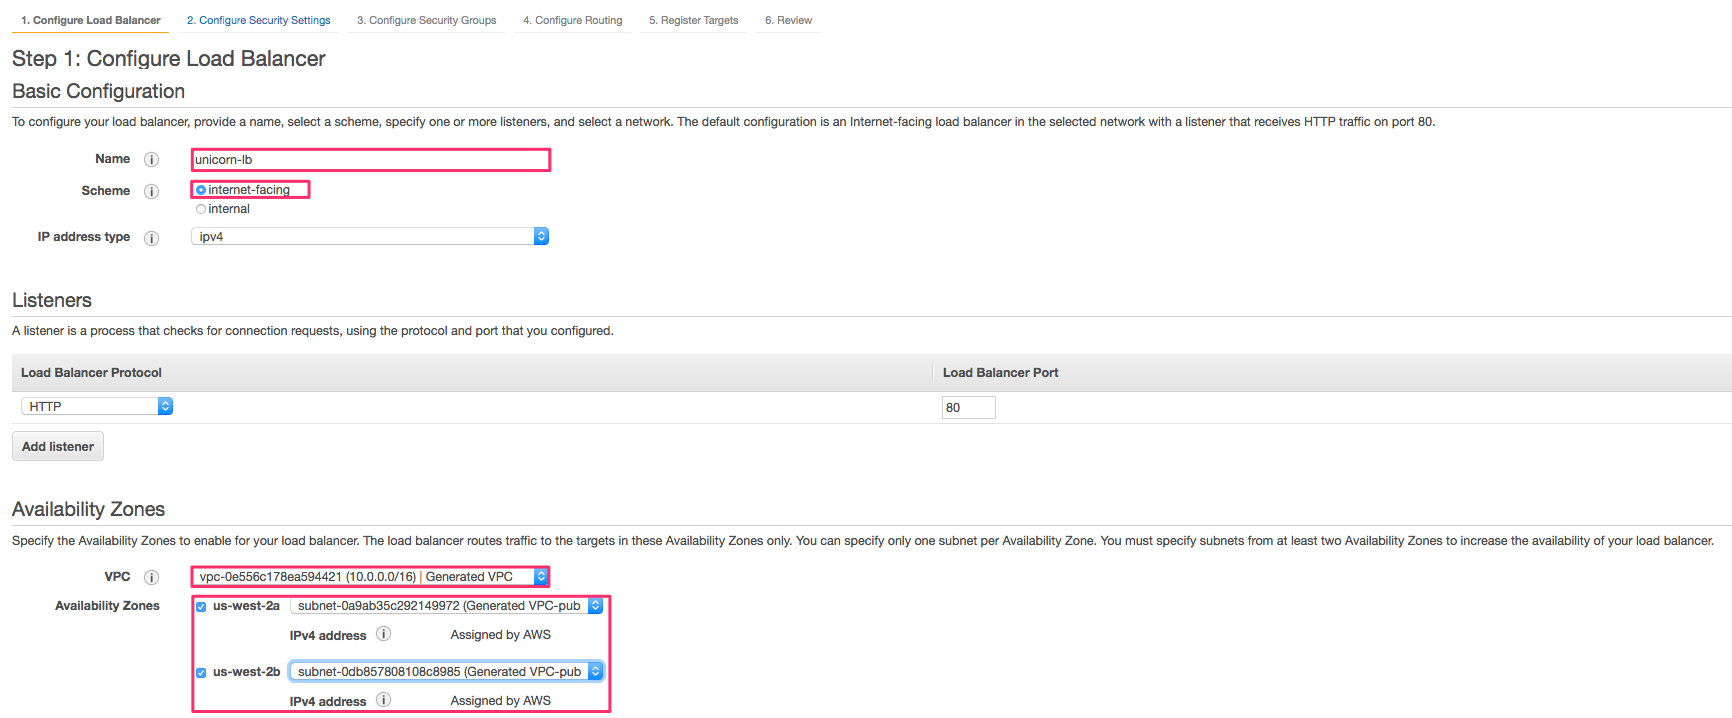 1. Configure Load Balancer 2. Configure Security Settings 3. Configure Security Groups 4. Configure Routing 5. Register Targets 6. Review
Step 1: Configure Load Balancer
Basic Configuration
To configure your load balancer, provide a name, select a scheme, specify one or more listeners, and select a network. The default configuration is an Internet-facing load balancer in the selected network with a listener that receives HTTP traffic on port 80.
Name i unicorn-lb
Scheme i internet-facing
internal
IP address type i ipv4
Listeners
A listener is a process that checks for connection requests, using the protocol and port that you configured.
Load Balancer Protocol Load Balancer Port
HTTP 80
Add listener
Availability Zones
Specify the Availability Zones to enable for your load balancer. The load balancer routes traffic to the targets in these Availability Zones only. You can specify only one subnet per Availability Zone. You must specify subnets from at least two Availability Zones to increase the availability of your load balancer.
VPC i vpc-0e556c178ea594421 (10.0.0.0/16) | Generated VPC
Availability Zones us-west-2a subnet-0a9ab35c292149972 (Generated VPC-pub
IPv4 address i Assigned by AWS
us-west-2b subnet-0db857808108c8985 (Generated VPC-pub
IPv4 address i Assigned by AWS